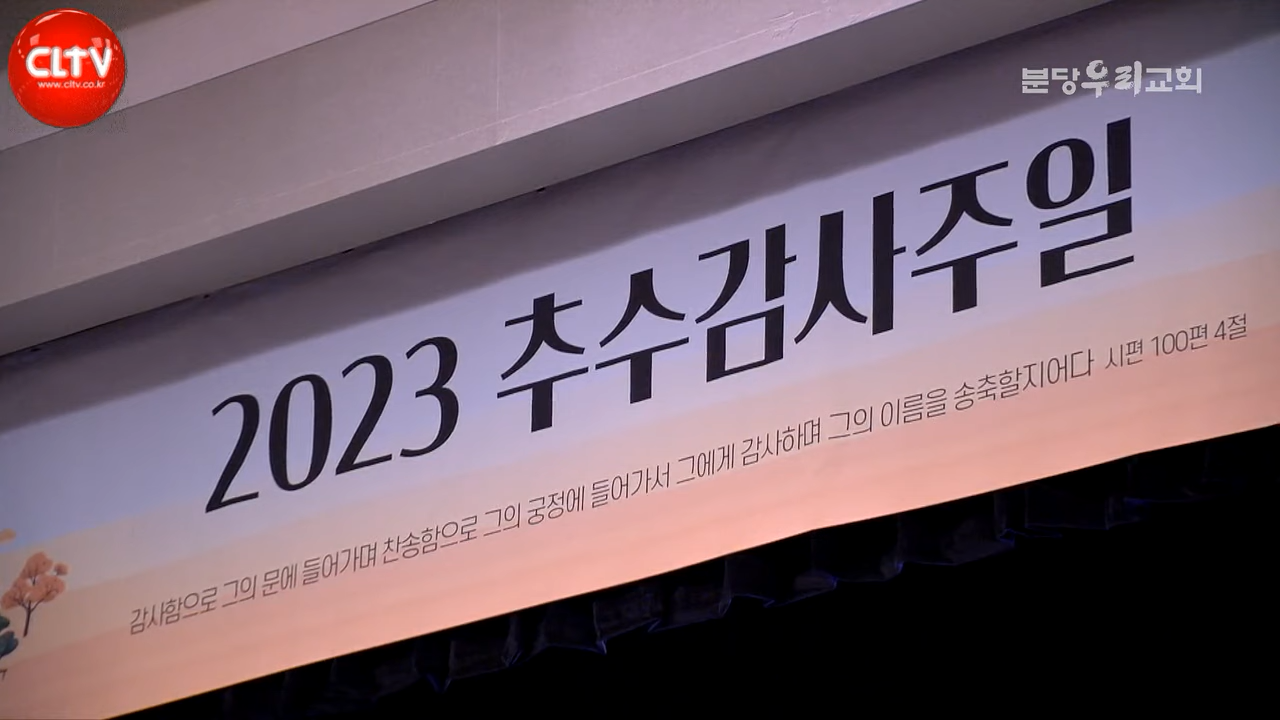 CLTV
www.cltv.co.kr
분당우리교회
2023 추수감사주일
감사함으로 그의 문에 들어가며 찬송함으로 그의 궁정에 들어가서 그에게 감사하며 그의 이름을 송축할지어다 시편 100편 4절